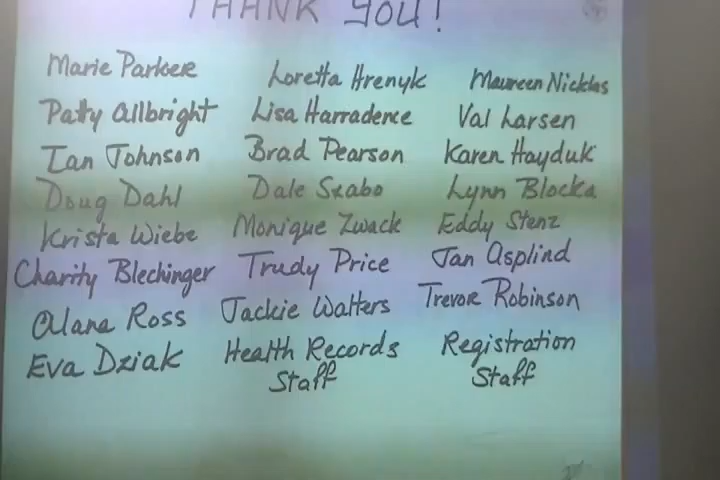 THANK YOU!
Marie Parker Loretta Hrenyk Maureen Nicklas
Patty Allbright Lisa Harradence Val Larsen
Ian Johnson Brad Pearson Karen Hayduk
Doug Dahl Dale Szabo Lynn Blocka
Krista Wiebe Monique Zwack Eddy Stenz
Charity Blechinger Trudy Price Jan Asplind
Alana Ross Jackie Walters Trevor Robinson
Eva Dziak Health Records Registration
Staff Staff